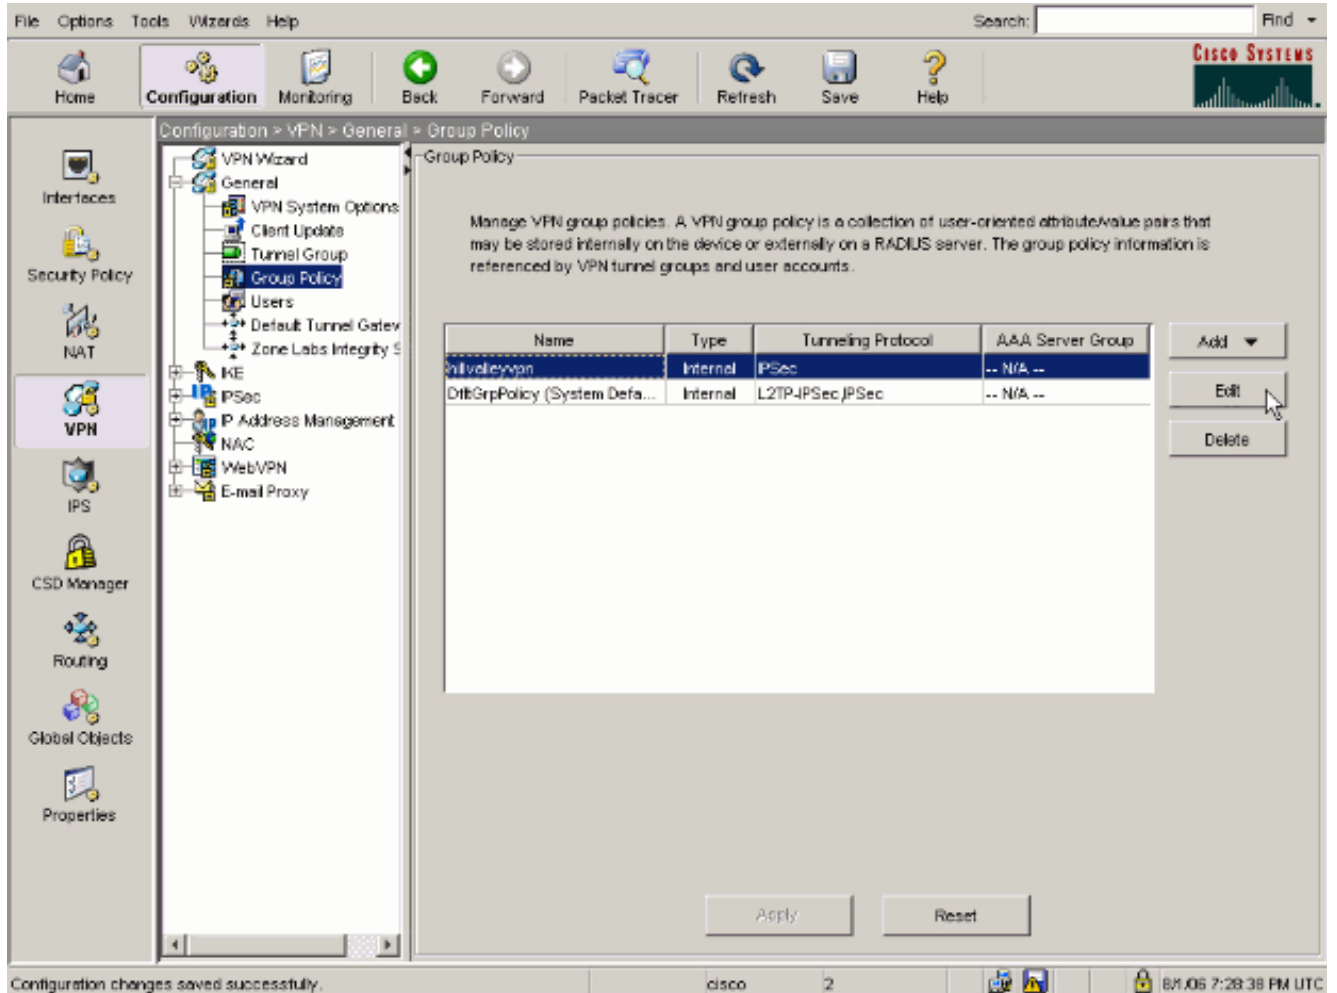 File Options Tools Wizards Help Search: Find
Home Configuration Monitoring Back Forward Packet Tracer Refresh Save Help
CISCO SYSTEMS
Configuration > VPN > General > Group Policy
Interfaces
Security Policy
NAT
VPN
IPS
CSD Manager
Routing
Global Objects
Properties
VPN Wizard
General
VPN System Options
Client Update
Tunnel Group
Group Policy
Users
Default Tunnel Gatew
Zone Labs Integrity S
IKE
IPSec
IP Address Management
NAC
WebVPN
E-mail Proxy
Group Policy
Manage VPN group policies. A VPN group policy is a collection of user-oriented attribute/value pairs that
may be stored internally on the device or externally on a RADIUS server. The group policy information is
referenced by VPN tunnel groups and user accounts.
Name Type Tunneling Protocol AAA Server Group
hillvalleyvpn Internal IPSec -- N/A --
DfltGrpPolicy (System Defa... Internal L2TP-IPSec,IPSec -- N/A --
Add
Edit
Delete
Apply Reset
Configuration changes saved successfully. cisco 2 8/1/06 7:28:38 PM UTC